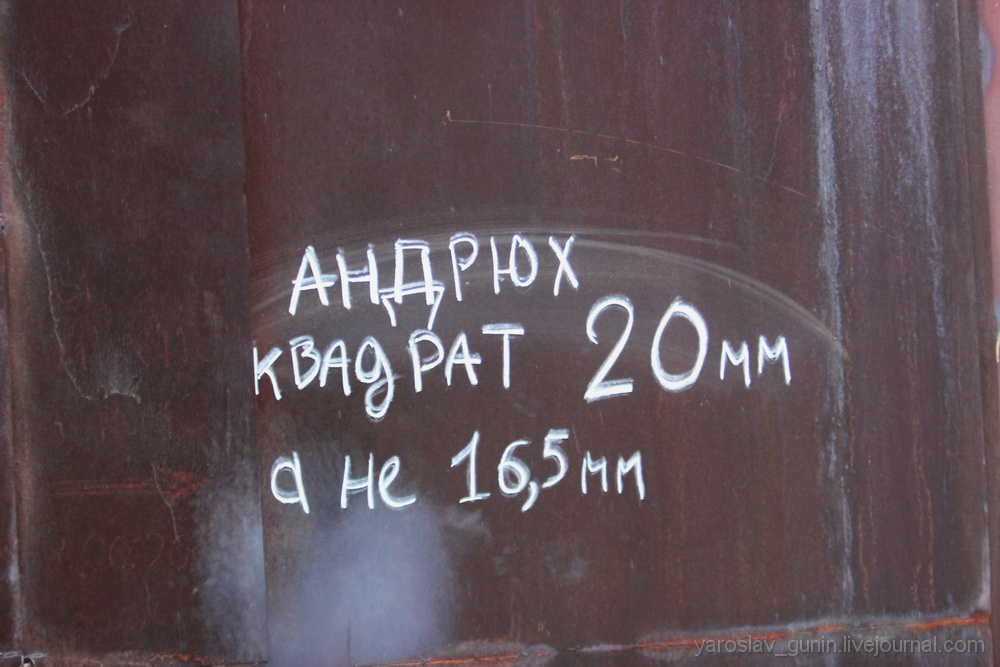 АНДРЮХ
квадрат 20мм
а не 16,5мм
yaroslav_gunin.livejournal.com